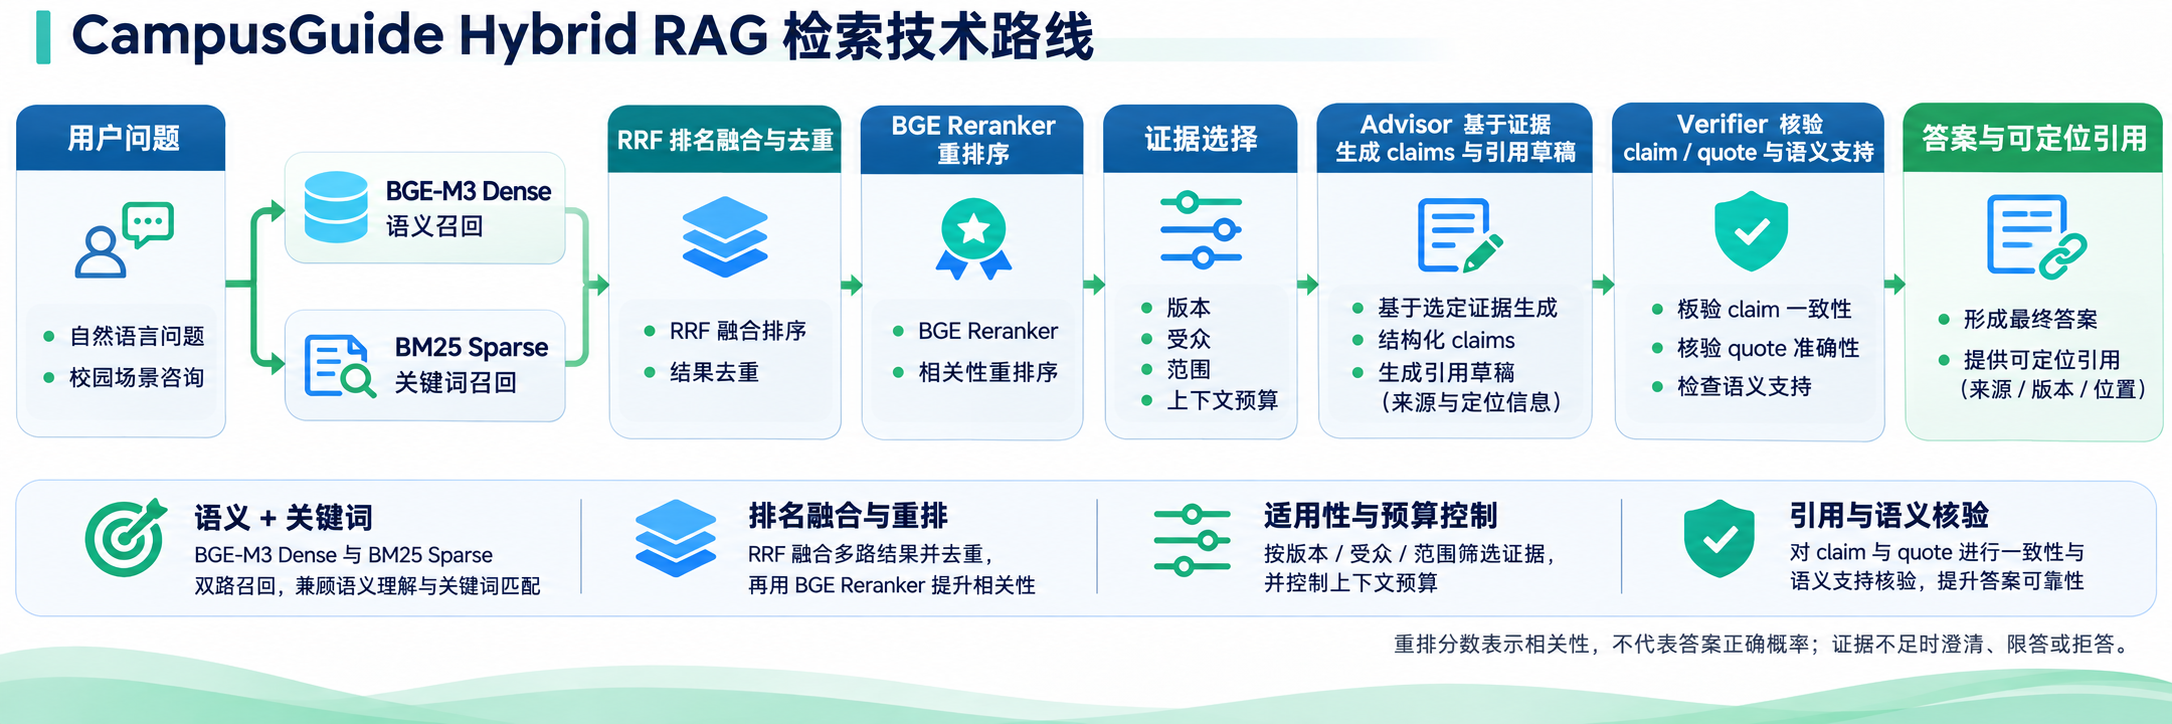 CampusGuide Hybrid RAG 检索技术路线
用户问题
自然语言问题
校园场景咨询
BGE-M3 Dense
语义召回
BM25 Sparse
关键词召回
RRF 排名融合与去重
RRF 融合排序
结果去重
BGE Reranker
重排序
BGE Reranker
相关性重排序
证据选择
版本
受众
范围
上下文预算
Advisor 基于证据
生成 claims 与引用草稿
基于选定证据生成
结构化 claims
生成引用草稿
（来源与定位信息）
Verifier 核验
claim / quote 与语义支持
核验 claim 一致性
核验 quote 准确性
检查语义支持
答案与可定位引用
形成最终答案
提供可定位引用
（来源 / 版本 / 位置）
语义 + 关键词
BGE-M3 Dense 与 BM25 Sparse
双路召回，兼顾语义理解与关键词匹配
排名融合与重排
RRF 融合多路结果并去重，
再用 BGE Reranker 提升相关性
适用性与预算控制
按版本 / 受众 / 范围筛选证据，
并控制上下文预算
引用与语义核验
对 claim 与 quote 进行一致性与
语义支持核验，提升答案可靠性
重排分数表示相关性，不代表答案正确概率；证据不足时澄清、限答或拒答。